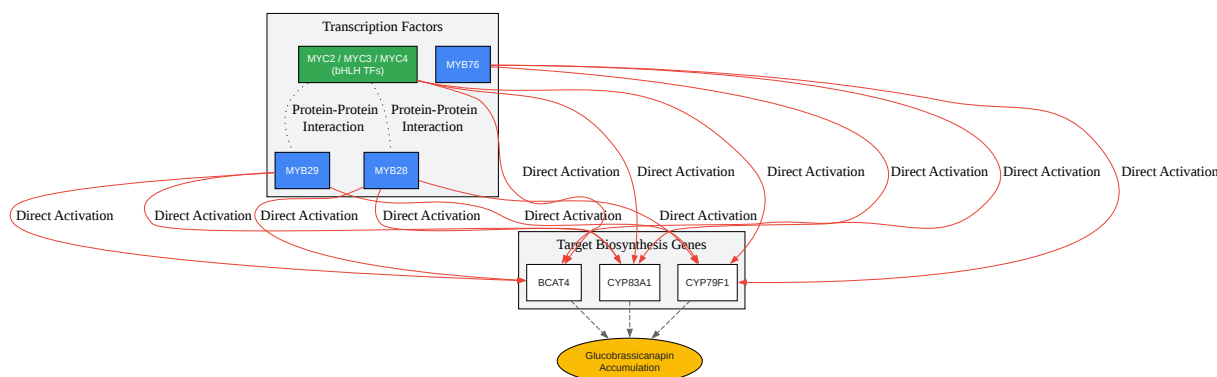 Transcription Factors
MYC2 / MYC3 / MYC4
(bHLH TFs)
MYB76
Protein-Protein
Interaction
Protein-Protein
Interaction
MYB29
MYB28
Direct Activation
Direct Activation
Direct Activation
Direct Activation
Direct Activation
Direct Activation
Direct Activation
Direct Activation
Direct Activation
Direct Activation
Direct Activation
Direct Activation
Target Biosynthesis Genes
BCAT4
CYP83A1
CYP79F1
Glucobrassicanapin
Accumulation